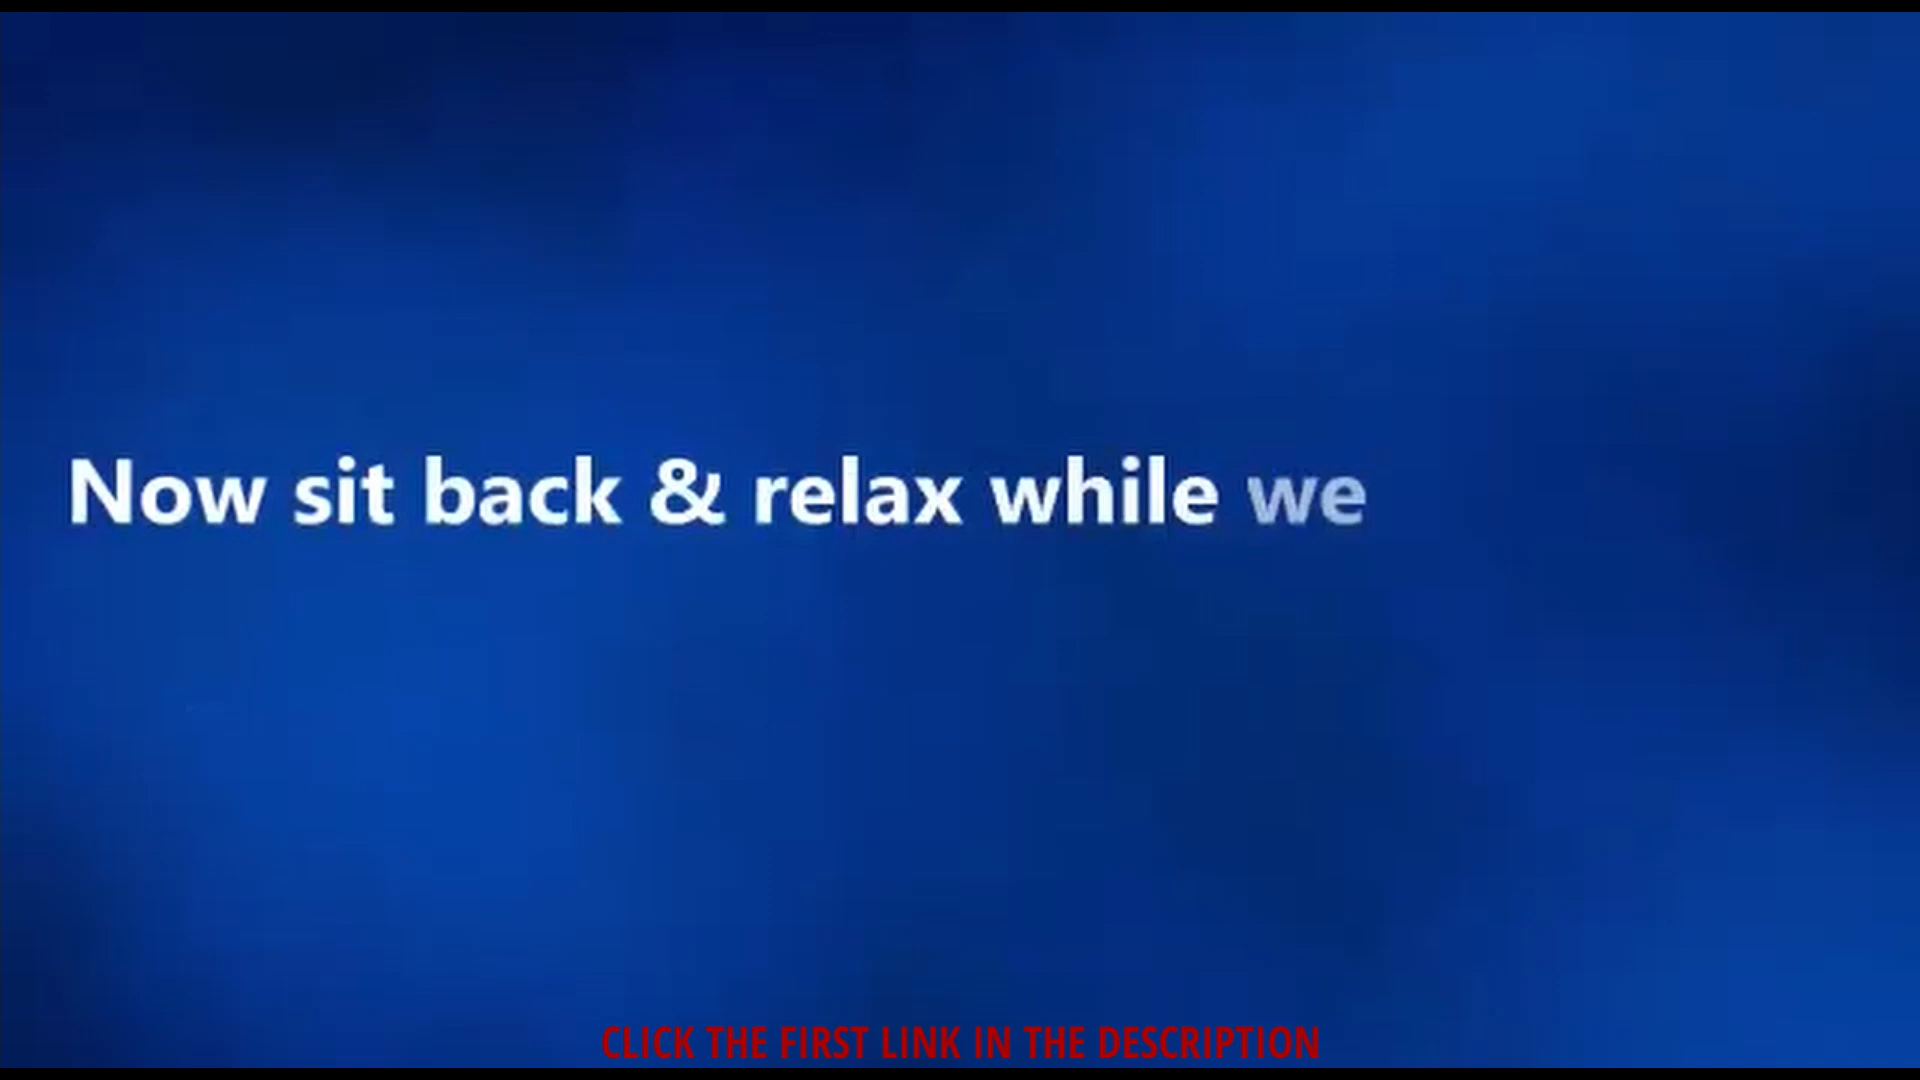 Now sit back & relax while we
CLICK THE FIRST LINK IN THE DESCRIPTION